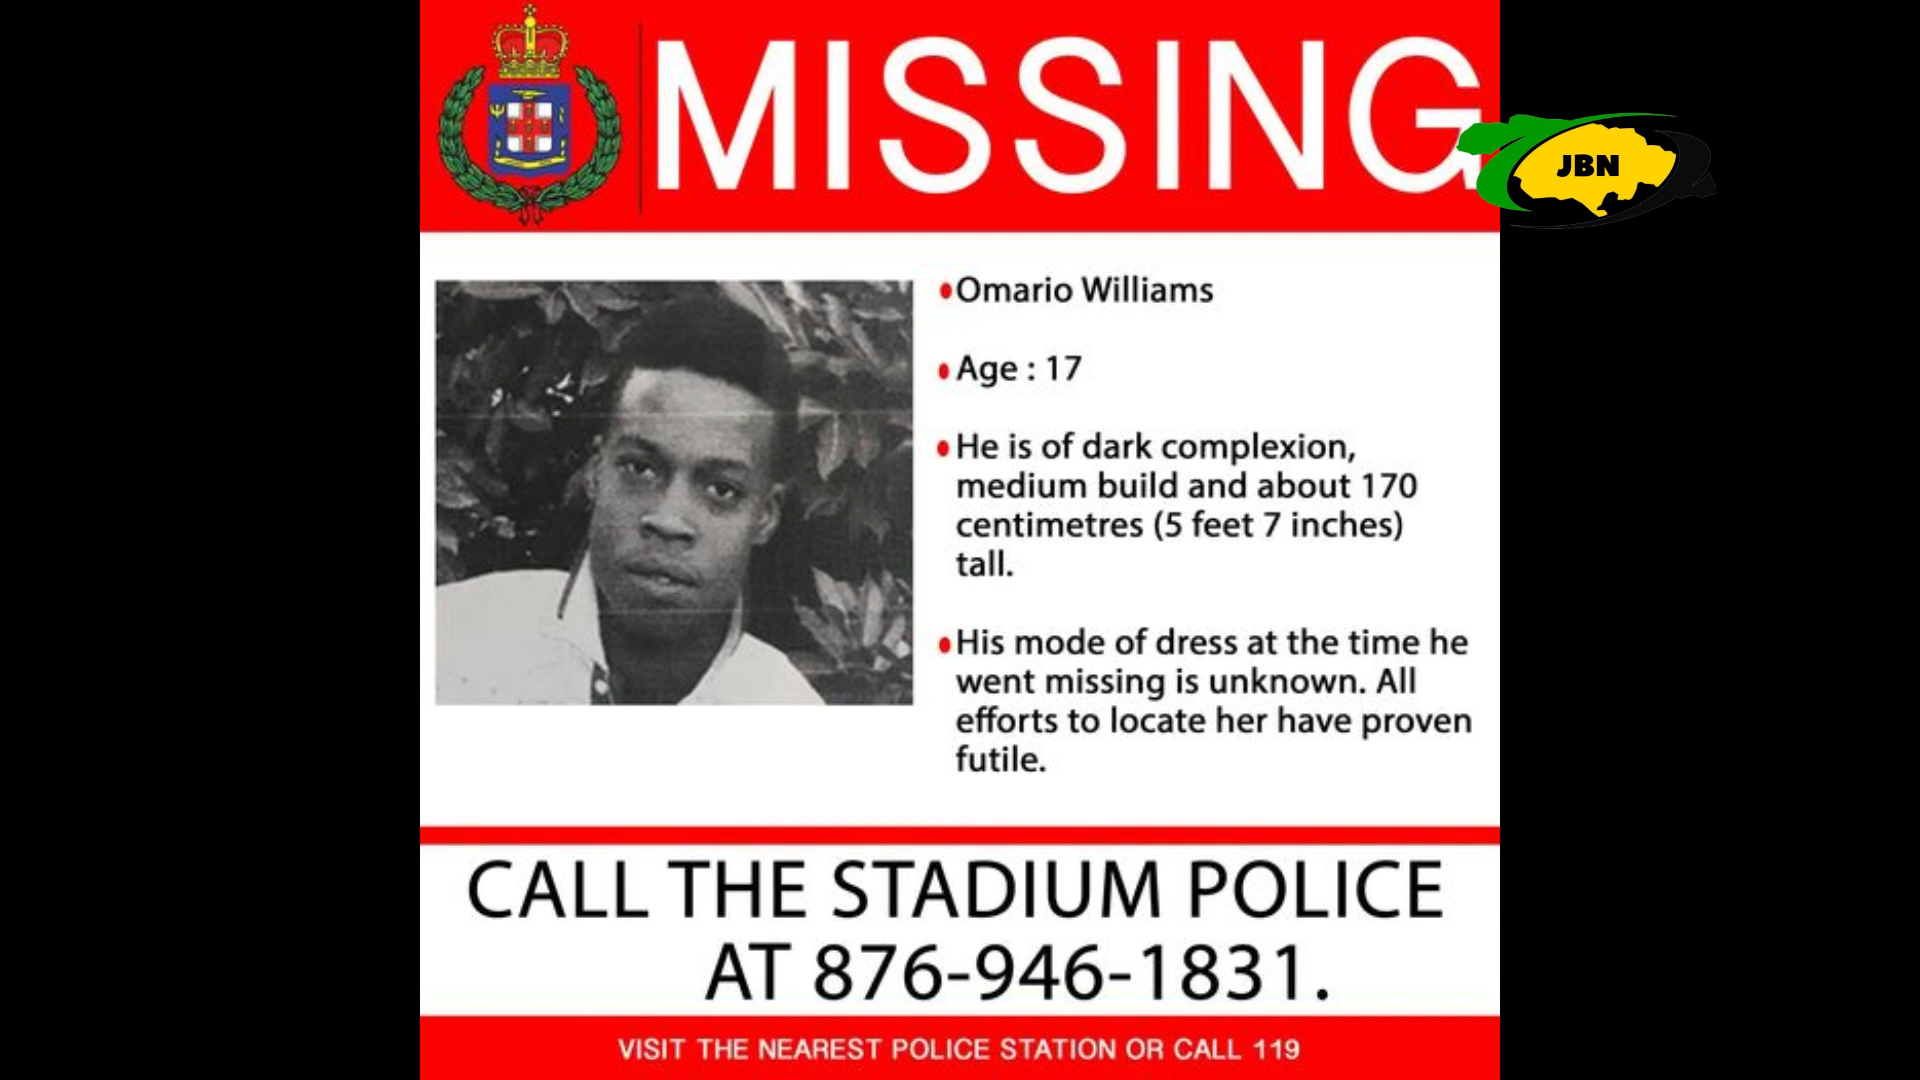 MISSING
JBN
•Omario Williams
•Age : 17
•He is of dark complexion,
medium build and about 170
centimetres (5 feet 7 inches)
tall.
•His mode of dress at the time he
went missing is unknown. All
efforts to locate her have proven
futile.
CALL THE STADIUM POLICE
AT 876-946-1831.
VISIT THE NEAREST POLICE STATION OR CALL 119